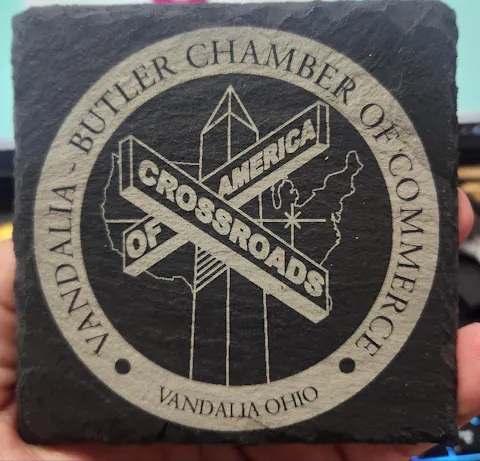 VANDALIA - BUTLER CHAMBER OF COMMERCE
CROSSROADS
OF AMERICA
VANDALIA OHIO